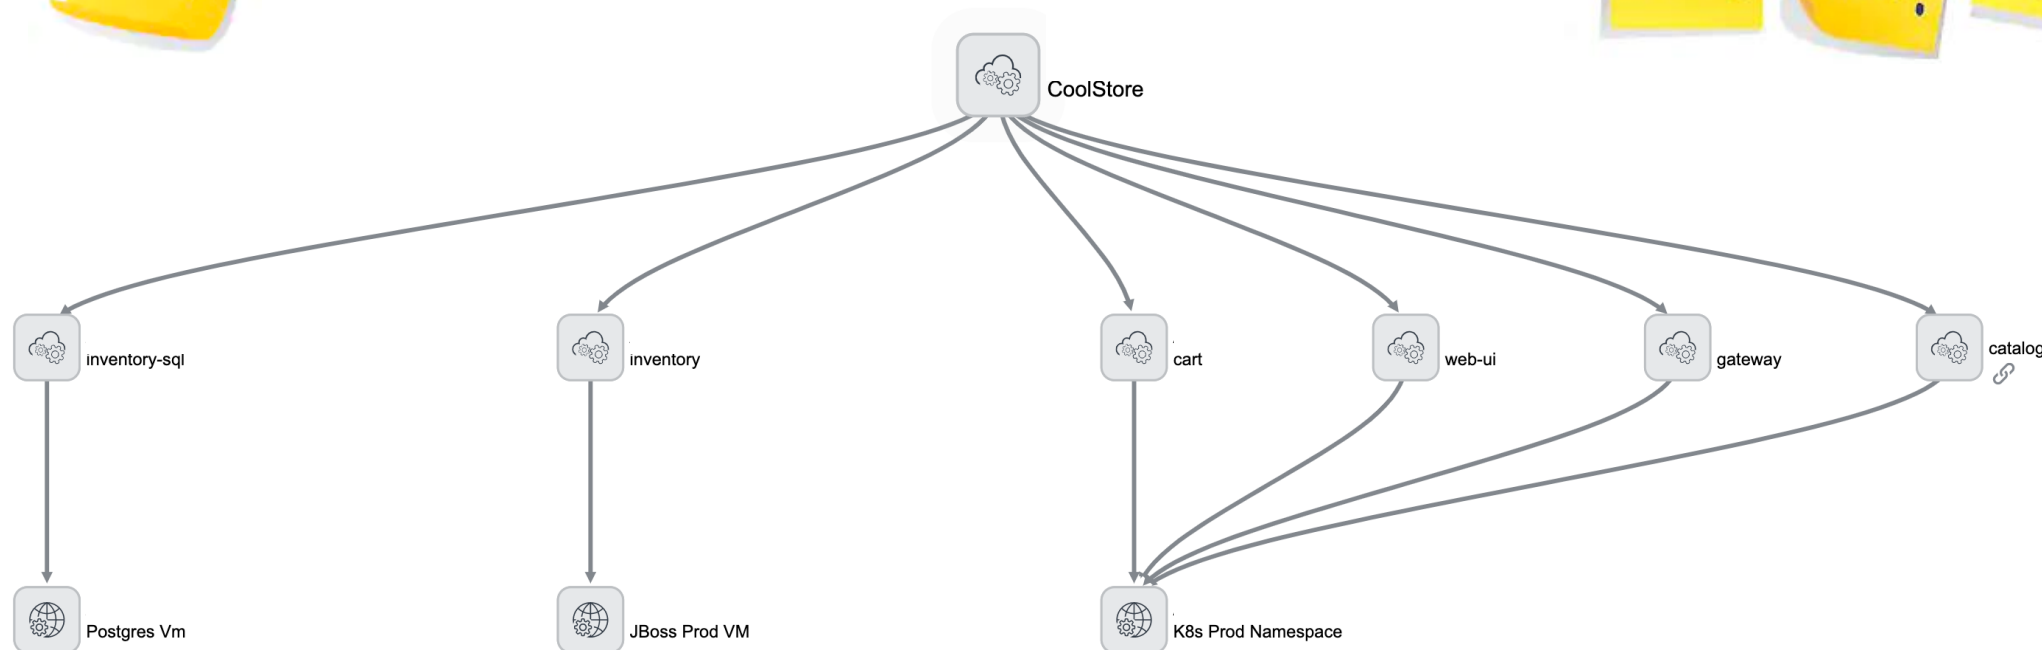 CoolStore
inventory-sql
inventory
cart
web-ui
gateway
catalog
Postgres Vm
JBoss Prod VM
K8s Prod Namespace